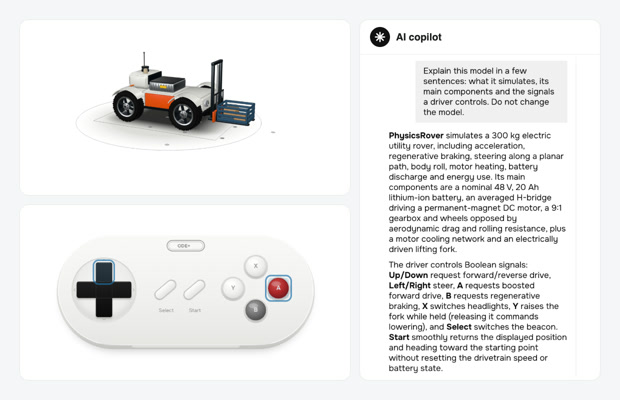 AI copilot
Explain this model in a few
sentences: what it simulates, its
main components and the signals
a driver controls. Do not change
the model.
PhysicsRover simulates a 300 kg electric
utility rover, including acceleration,
regenerative braking, steering along a planar
path, body roll, motor heating, battery
discharge and energy use. Its main
components are a nominal 48 V, 20 Ah
lithium-ion battery, an averaged H-bridge
driving a permanent-magnet DC motor, a 9:1
gearbox and wheels opposed by
aerodynamic drag and rolling resistance, plus
a motor cooling network and an electrically
driven lifting fork.
The driver controls Boolean signals:
Up/Down request forward/reverse drive,
Left/Right steer, A requests boosted
forward drive, B requests regenerative
braking, X switches headlights, Y raises the
fork while held (releasing it commands
lowering), and Select switches the beacon.
Start smoothly returns the displayed position
and heading toward the starting point
without resetting the drivetrain speed or
battery state.
ODE+
X
Y
A
B
Select
Start